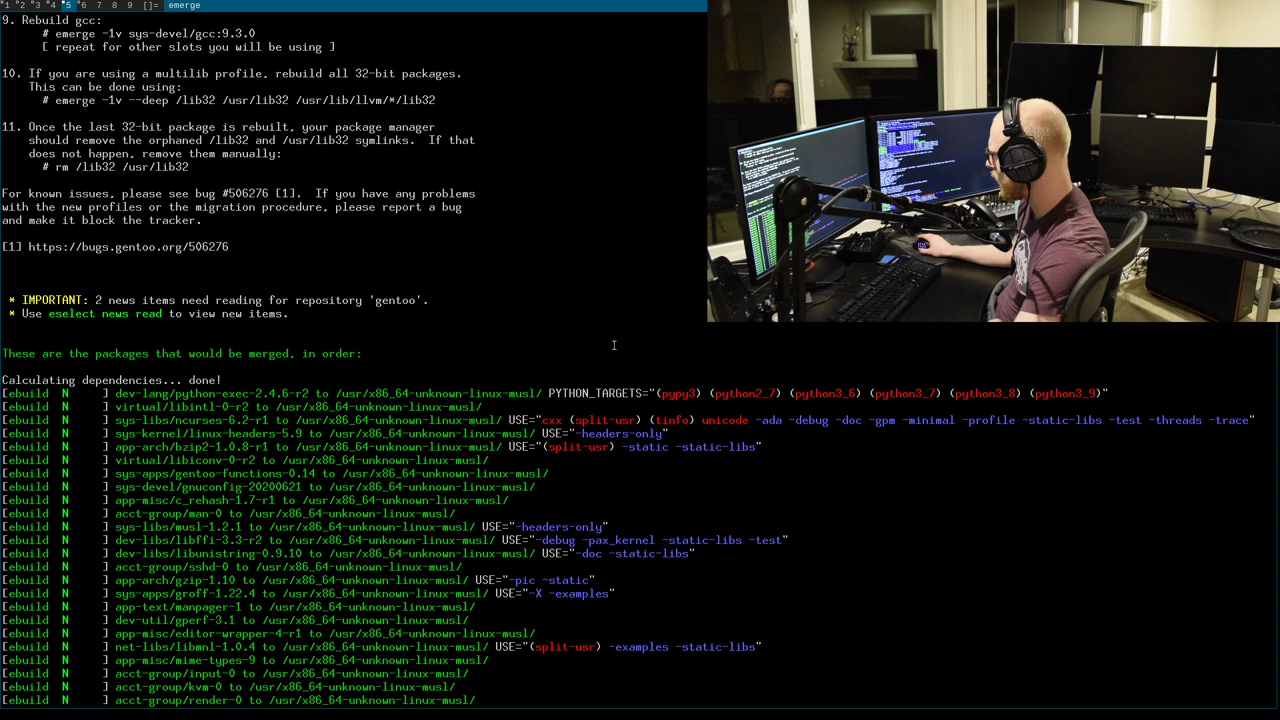 1 2 3 4 5 6 7 8 9 []= emerge
9. Rebuild gcc:
# emerge -1v sys-devel/gcc:9.3.0
[ repeat for other slots you will be using ]
10. If you are using a multilib profile, rebuild all 32-bit packages.
This can be done using:
# emerge -1v --deep /lib32 /usr/lib32 /usr/lib/llvm/*/lib32
11. Once the last 32-bit package is rebuilt, your package manager
should remove the orphaned /lib32 and /usr/lib32 symlinks. If that
does not happen, remove them manually:
# rm /lib32 /usr/lib32
For known issues, please see bug #506276 [1]. If you have any problems
with the new profiles or the migration procedure, please report a bug
and make it block the tracker.
[1] https://bugs.gentoo.org/506276
* IMPORTANT: 2 news items need reading for repository 'gentoo'.
* Use eselect news read to view new items.
These are the packages that would be merged, in order:
Calculating dependencies... done!
[ebuild N ] dev-lang/python-exec-2.4.6-r2 to /usr/x86_64-unknown-linux-musl/ PYTHON_TARGETS="(pypy3) (python2_7) (python3_6) (python3_7) (python3_8) (python3_9)"
[ebuild N ] virtual/libintl-0-r2 to /usr/x86_64-unknown-linux-musl/
[ebuild N ] sys-libs/ncurses-6.2-r1 to /usr/x86_64-unknown-linux-musl/ USE="cxx (split-usr) (tinfo) unicode -ada -debug -doc -gpm -minimal -profile -static-libs -test -threads -trace"
[ebuild N ] sys-kernel/linux-headers-5.9 to /usr/x86_64-unknown-linux-musl/ USE="-headers-only"
[ebuild N ] app-arch/bzip2-1.0.8-r1 to /usr/x86_64-unknown-linux-musl/ USE="(split-usr) -static -static-libs"
[ebuild N ] virtual/libiconv-0-r2 to /usr/x86_64-unknown-linux-musl/
[ebuild N ] sys-apps/gentoo-functions-0.14 to /usr/x86_64-unknown-linux-musl/
[ebuild N ] sys-devel/gnuconfig-20200621 to /usr/x86_64-unknown-linux-musl/
[ebuild N ] app-misc/c_rehash-1.7-r1 to /usr/x86_64-unknown-linux-musl/
[ebuild N ] acct-group/man-0 to /usr/x86_64-unknown-linux-musl/
[ebuild N ] sys-libs/musl-1.2.1 to /usr/x86_64-unknown-linux-musl/ USE="-headers-only"
[ebuild N ] dev-libs/libffi-3.3-r2 to /usr/x86_64-unknown-linux-musl/ USE="-debug -pax_kernel -static-libs -test"
[ebuild N ] dev-libs/libunistring-0.9.10 to /usr/x86_64-unknown-linux-musl/ USE="-doc -static-libs"
[ebuild N ] acct-group/sshd-0 to /usr/x86_64-unknown-linux-musl/
[ebuild N ] app-arch/gzip-1.10 to /usr/x86_64-unknown-linux-musl/ USE="-pic -static"
[ebuild N ] sys-apps/groff-1.22.4 to /usr/x86_64-unknown-linux-musl/ USE="-X -examples"
[ebuild N ] app-text/manpager-1 to /usr/x86_64-unknown-linux-musl/
[ebuild N ] dev-util/gperf-3.1 to /usr/x86_64-unknown-linux-musl/
[ebuild N ] app-misc/editor-wrapper-4-r1 to /usr/x86_64-unknown-linux-musl/
[ebuild N ] net-libs/libmnl-1.0.4 to /usr/x86_64-unknown-linux-musl/ USE="(split-usr) -examples -static-libs"
[ebuild N ] app-misc/mime-types-9 to /usr/x86_64-unknown-linux-musl/
[ebuild N ] acct-group/input-0 to /usr/x86_64-unknown-linux-musl/
[ebuild N ] acct-group/kvm-0 to /usr/x86_64-unknown-linux-musl/
[ebuild N ] acct-group/render-0 to /usr/x86_64-unknown-linux-musl/